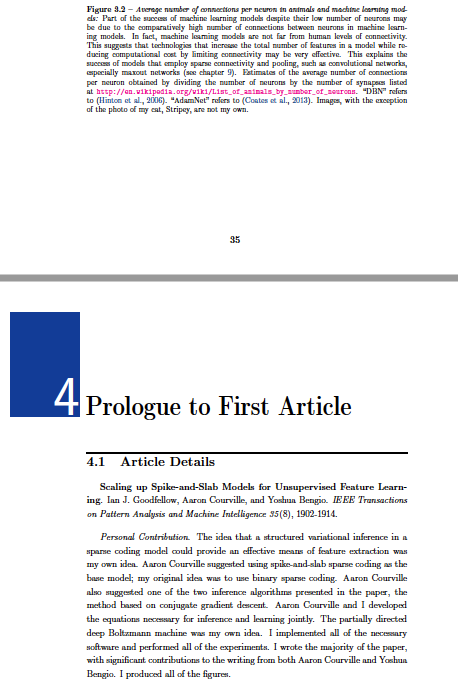 Figure 3.2 – Average number of connections per neuron in animals and machine learning mod-
els: Part of the success of machine learning models despite their low number of neurons may
be due to the comparatively high number of connections between neurons in machine learn-
ing models. In fact, machine learning models are not far from human levels of connectivity.
This suggests that technologies that increase the total number of features in a model while re-
ducing computational cost by limiting connectivity may be very effective. This explains the
success of models that employ sparse connectivity and pooling, such as convolutional networks,
especially maxout networks (see chapter 9). Estimates of the average number of connections
per neuron obtained by dividing the number of neurons by the number of synapses listed
at http://en.wikipedia.org/wiki/List_of_animals_by_number_of_neurons. "DBN" refers
to (Hinton et al., 2006). "AdamNet" refers to (Coates et al., 2013). Images, with the exception
of the photo of my cat, Stripey, are not my own.
35
4 Prologue to First Article
4.1 Article Details
Scaling up Spike-and-Slab Models for Unsupervised Feature Learn-
ing. Ian J. Goodfellow, Aaron Courville, and Yoshua Bengio. IEEE Transactions
on Pattern Analysis and Machine Intelligence 35(8), 1902-1914.
Personal Contribution. The idea that a structured variational inference in a
sparse coding model could provide an effective means of feature extraction was
my own idea. Aaron Courville suggested using spike-and-slab sparse coding as the
base model; my original idea was to use binary sparse coding. Aaron Courville
also suggested one of the two inference algorithms presented in the paper, the
method based on conjugate gradient descent. Aaron Courville and I developed
the equations necessary for inference and learning jointly. The partially directed
deep Boltzmann machine was my own idea. I implemented all of the necessary
software and performed all of the experiments. I wrote the majority of the paper,
with significant contributions to the writing from both Aaron Courville and Yoshua
Bengio. I produced all of the figures.